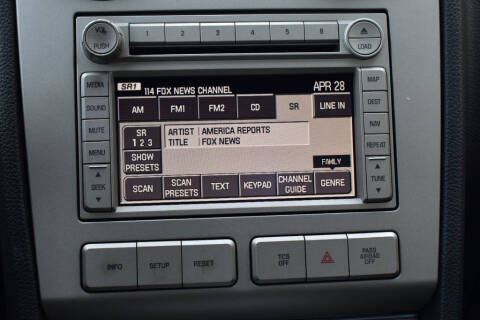 VOL
PUSH
1 2 3 4 5 6
LOAD
MEDIA
SOUND
MUTE
MENU
SEEK
MAP
DEST
NAV
REPEAT
TUNE
SR1 114 FOX NEWS CHANNEL APR 28
AM FM1 FM2 CD SR LINE IN
SR
1 2 3
ARTIST AMERICA REPORTS
TITLE FOX NEWS
SHOW
PRESETS
FAMILY
SCAN
SCAN
PRESETS
TEXT
KEYPAD
CHANNEL
GUIDE
GENRE
INFO
SETUP
RESET
TCS
OFF
PASS
AIRBAG
OFF